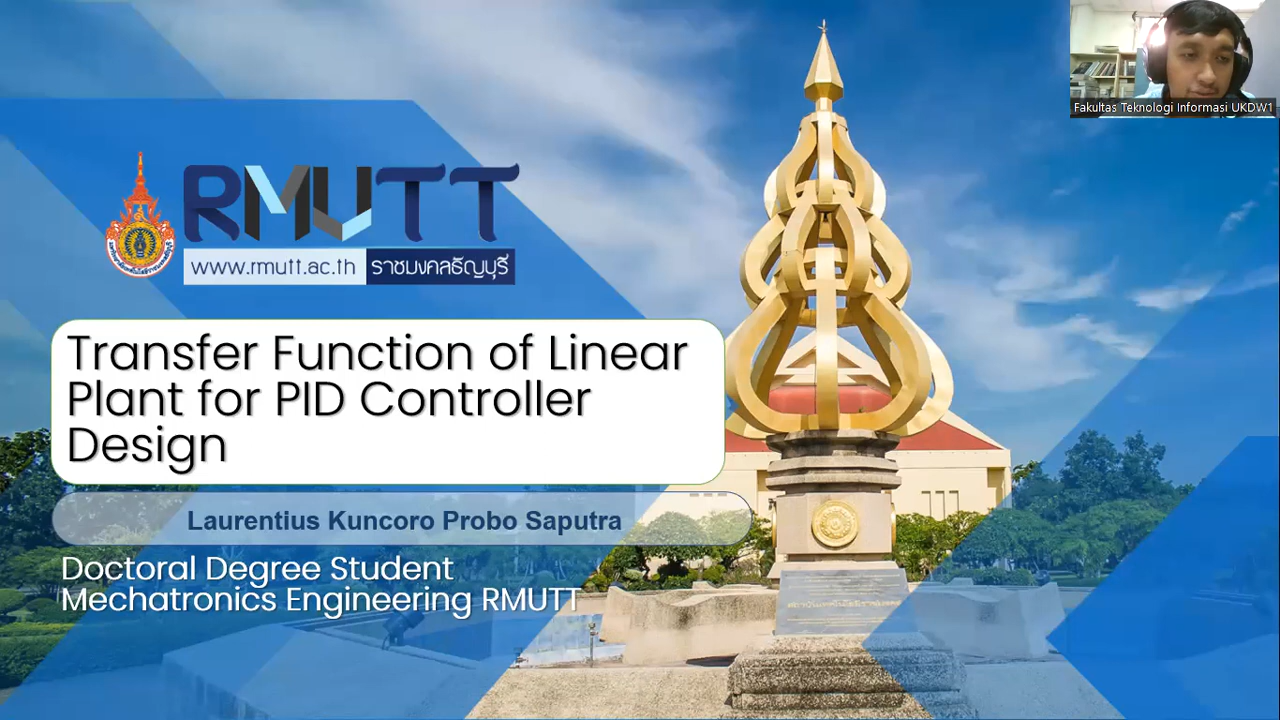 RMUTT
www.rmutt.ac.th ราชมงคลธัญบุรี
Transfer Function of Linear
Plant for PID Controller
Design
Laurentius Kuncoro Probo Saputra
Doctoral Degree Student
Mechatronics Engineering RMUTT
Fakultas Teknologi Informasi UKDW1